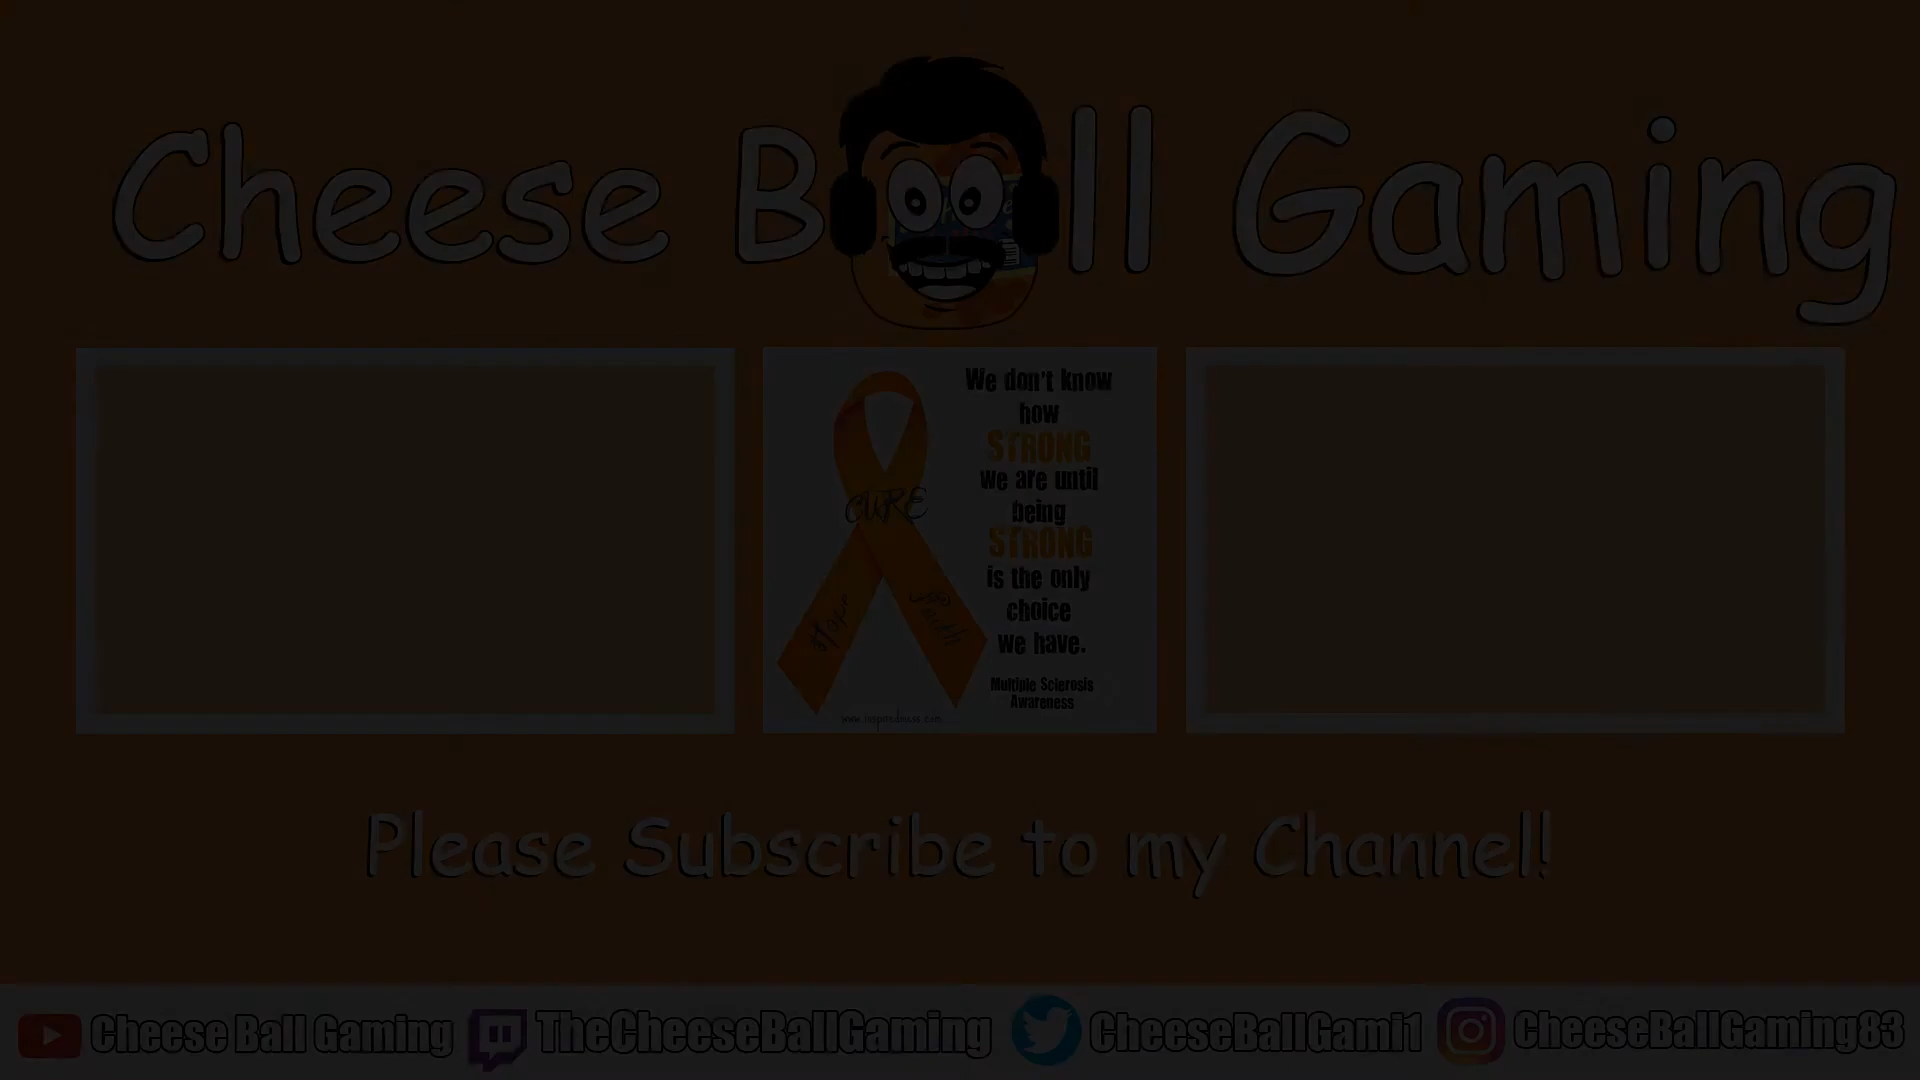 Cheese Ball Gaming
We don't know
how
STRONG
we are until
being
STRONG
is the only
choice
we have.
Multiple Sclerosis
Awareness
CURE
Please Subscribe to my Channel!
Cheese Ball Gaming
TheCheeseBallGaming
CheeseBallGami1
CheeseBallGaming83